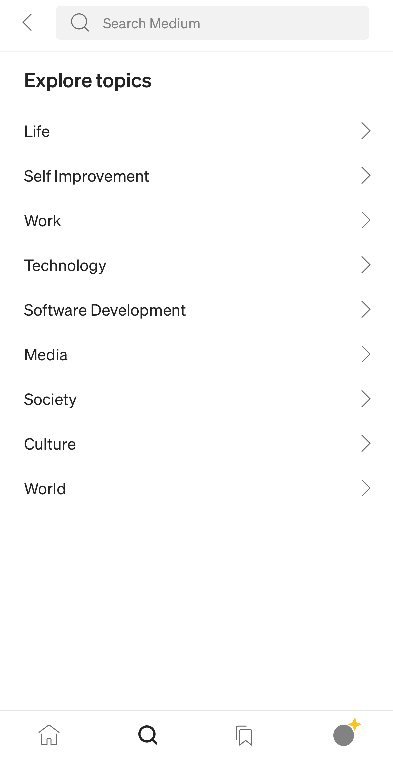 Search Medium
Explore topics
Life
Self Improvement
Work
Technology
Software Development
Media
Society
Culture
World